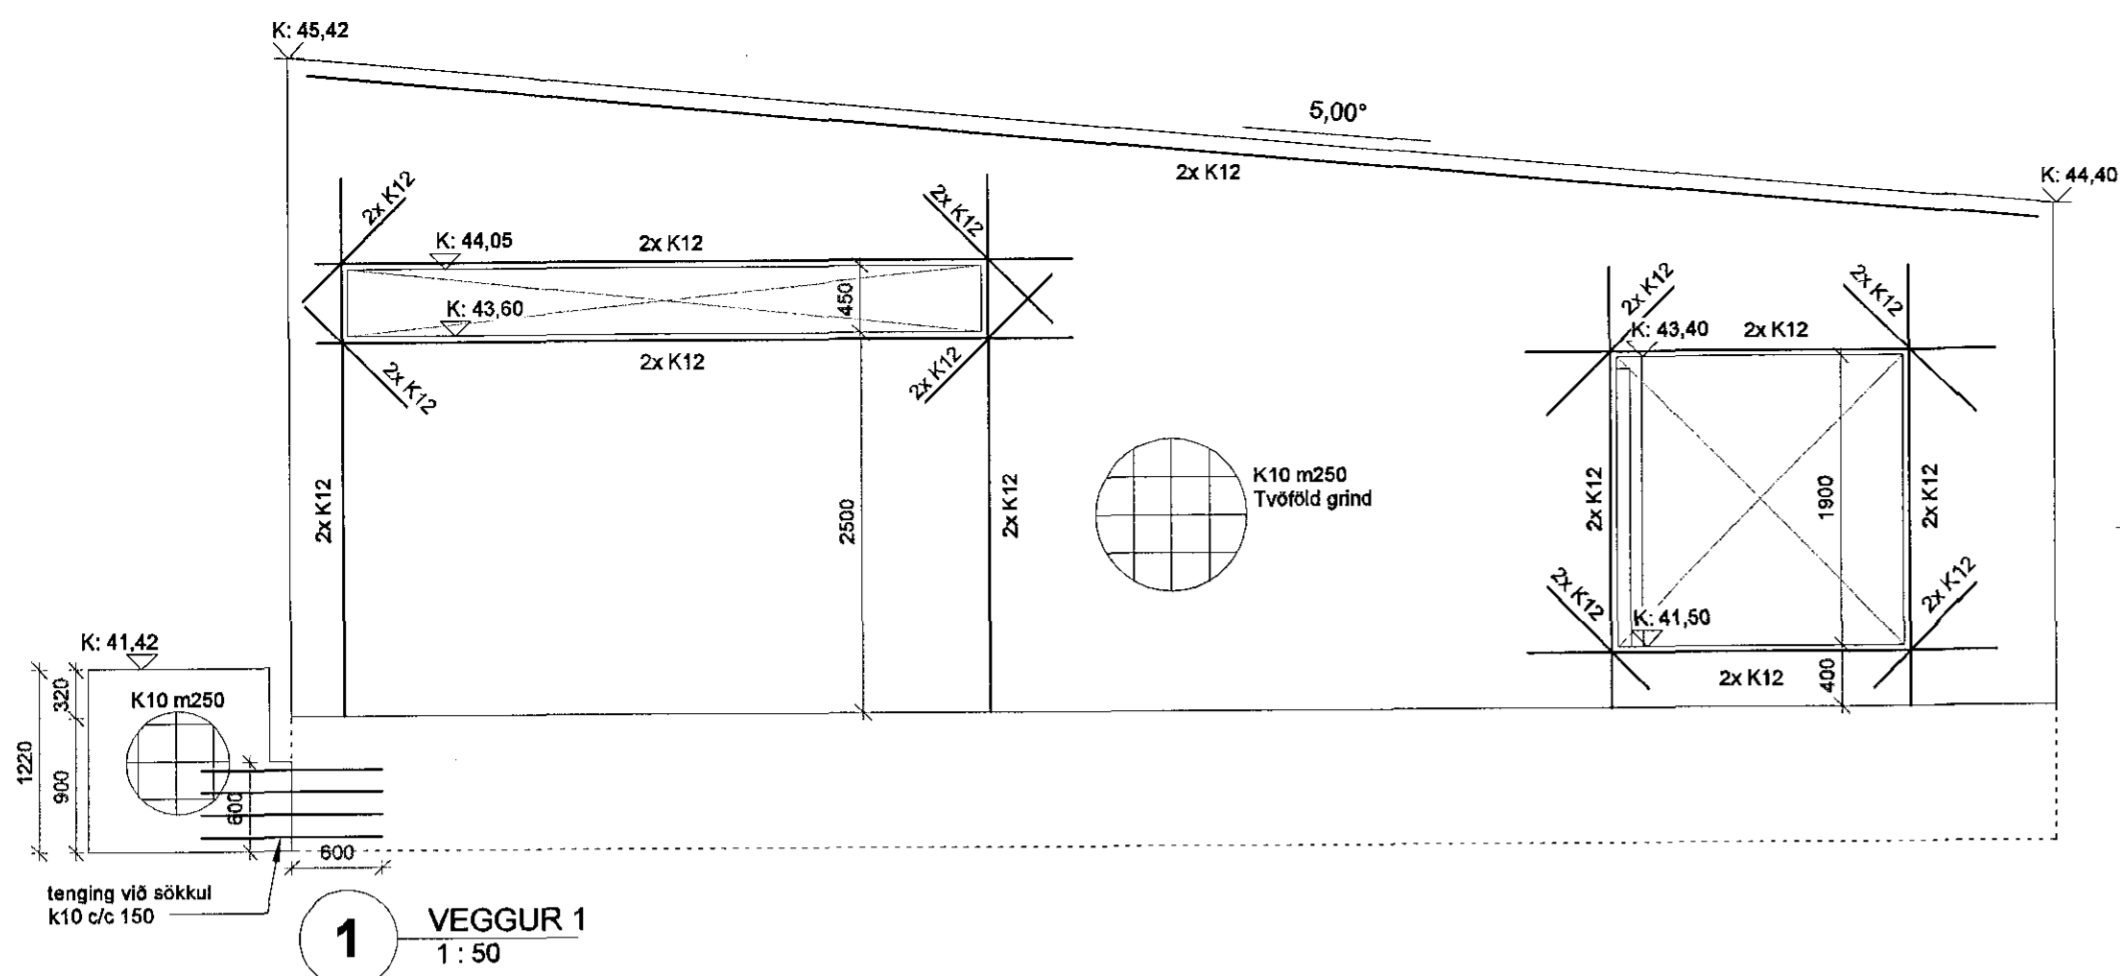 K: 45,42
5,00°
2x K12
K: 44,40
2x K12
2x K12
K: 44,05
2x K12
450
K: 43,60
2x K12
2x K12
2x K12
2x K12
2x K12
K: 43,40
2x K12
2x K12
2500
2x K12
K10 m250
Tvöföld grind
2x K12
1900
2x K12
2x K12
2x K12
K: 41,50
2x K12
400
K: 41,42
320
K10 m250
1220
900
600
600
tenging við sökkul
k10 c/c 150
1
VEGGUR 1
1 : 50